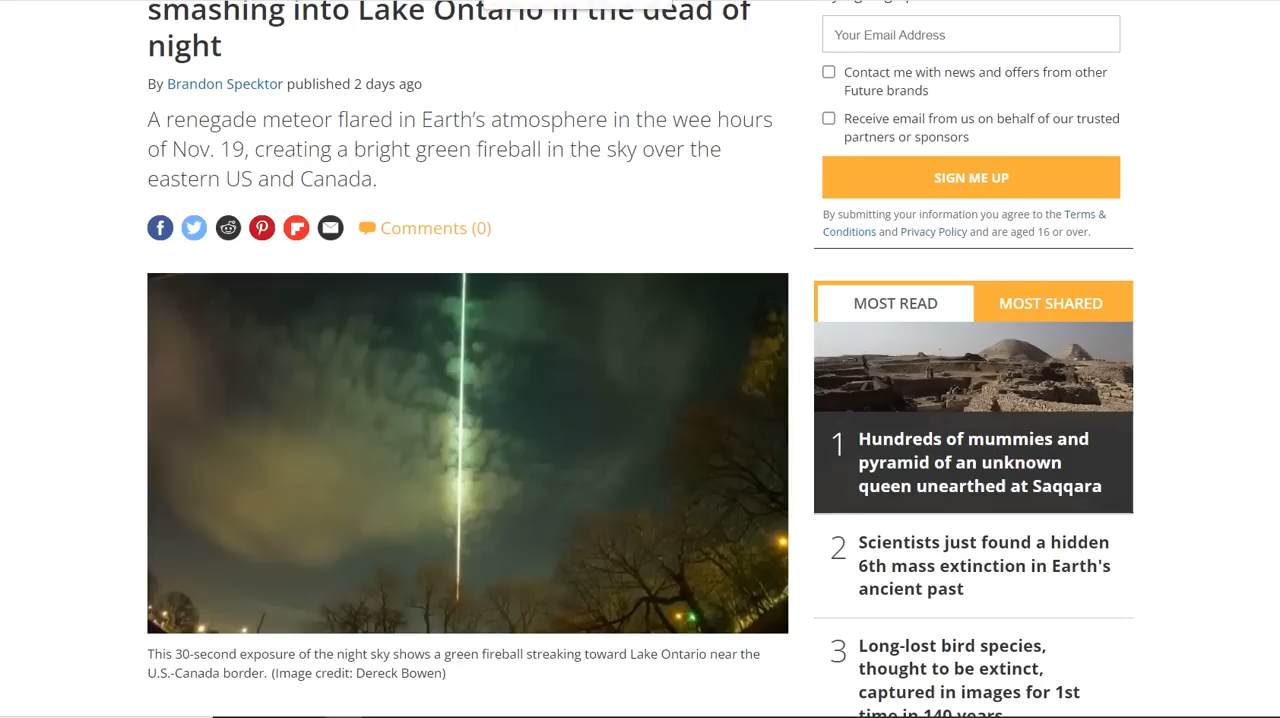 smashing into Lake Ontario in the dead of
night
By Brandon Specktor published 2 days ago
A renegade meteor flared in Earth’s atmosphere in the wee hours
of Nov. 19, creating a bright green fireball in the sky over the
eastern US and Canada.
Comments (0)
This 30-second exposure of the night sky shows a green fireball streaking toward Lake Ontario near the
U.S.-Canada border. (Image credit: Dereck Bowen)
Your Email Address
Contact me with news and offers from other
Future brands
Receive email from us on behalf of our trusted
partners or sponsors
SIGN ME UP
By submitting your information you agree to the Terms &
Conditions and Privacy Policy and are aged 16 or over.
MOST READ
MOST SHARED
1
Hundreds of mummies and
pyramid of an unknown
queen unearthed at Saqqara
2
Scientists just found a hidden
6th mass extinction in Earth's
ancient past
3
Long-lost bird species,
thought to be extinct,
captured in images for 1st
time in 140 years